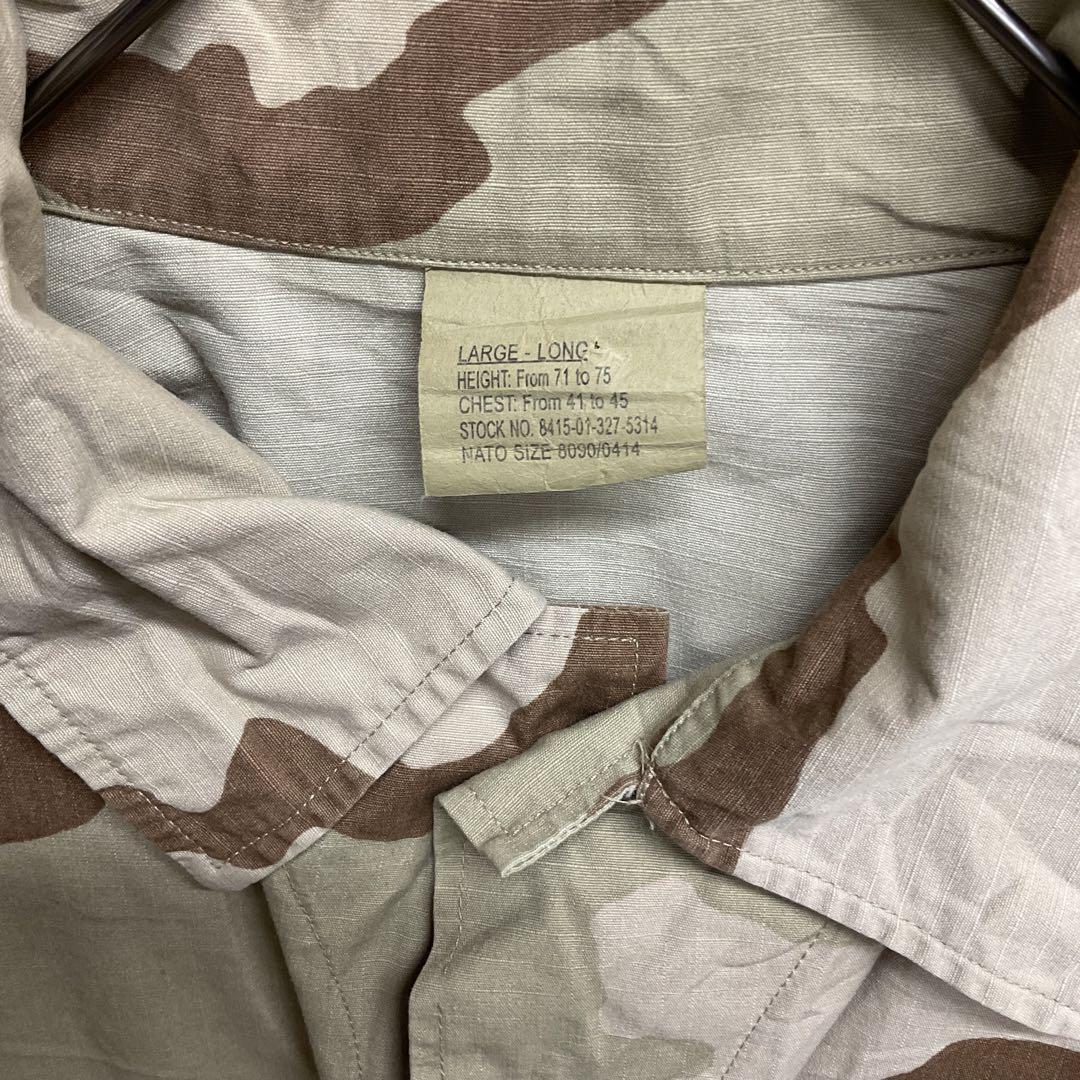 LARGE - LONG
HEIGHT: From 71 to 75
CHEST: From 41 to 45
STOCK NO. 8415-01-327-5314
NATO SIZE 8090/0414